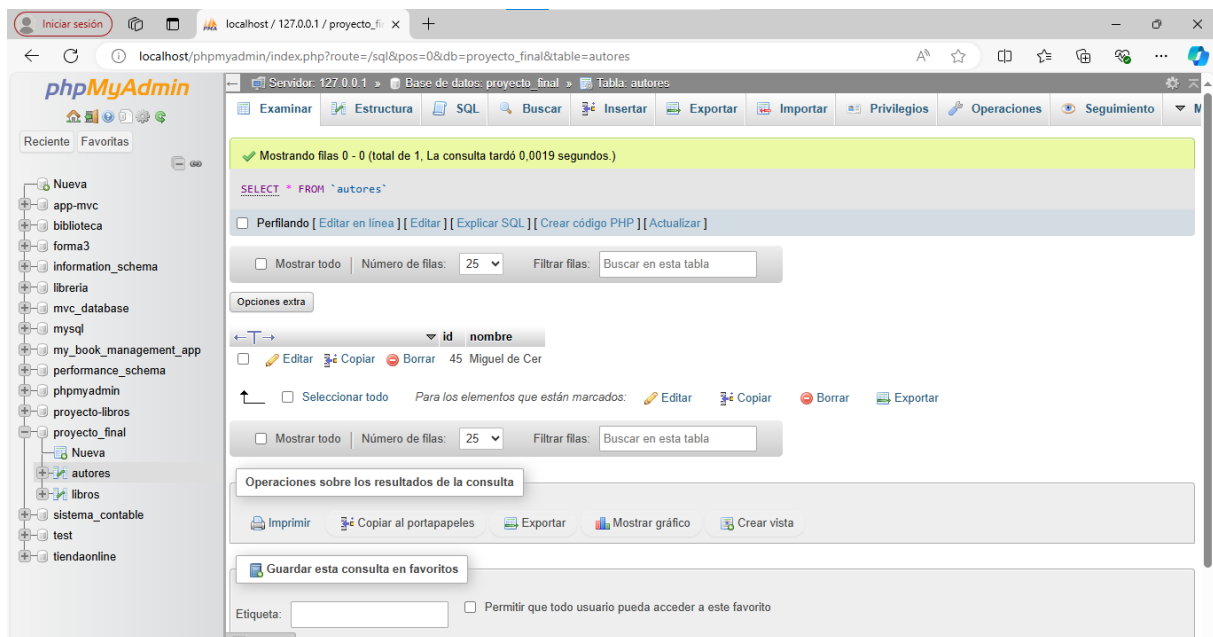 Iniciar sesión
localhost / 127.0.0.1 / proyecto_fi
localhost/phpmyadmin/index.php?route=/sql&pos=0&db=proyecto_final&table=autores
phpMyAdmin
Reciente Favoritas
Nueva
app-mvc
biblioteca
forma3
information_schema
libreria
mvc_database
mysql
my_book_management_app
performance_schema
phpmyadmin
proyecto-libros
proyecto_final
Nueva
autores
libros
sistema_contable
test
tiendaonline
Servidor: 127.0.0.1 » Base de datos: proyecto_final » Tabla: autores
Examinar Estructura SQL Buscar Insertar Exportar Importar Privilegios Operaciones Seguimiento M
Mostrando filas 0 - 0 (total de 1, La consulta tardó 0,0019 segundos.)
SELECT * FROM `autores`
Perfilando [ Editar en línea ] [ Editar ] [ Explicar SQL ] [ Crear código PHP ] [ Actualizar ]
Mostrar todo | Número de filas: 25 Filtrar filas: Buscar en esta tabla
Opciones extra
←T→ id nombre
Editar Copiar Borrar 45 Miguel de Cer
Seleccionar todo Para los elementos que están marcados: Editar Copiar Borrar Exportar
Mostrar todo | Número de filas: 25 Filtrar filas: Buscar en esta tabla
Operaciones sobre los resultados de la consulta
Imprimir Copiar al portapapeles Exportar Mostrar gráfico Crear vista
Guardar esta consulta en favoritos
Etiqueta: Permitir que todo usuario pueda acceder a este favorito